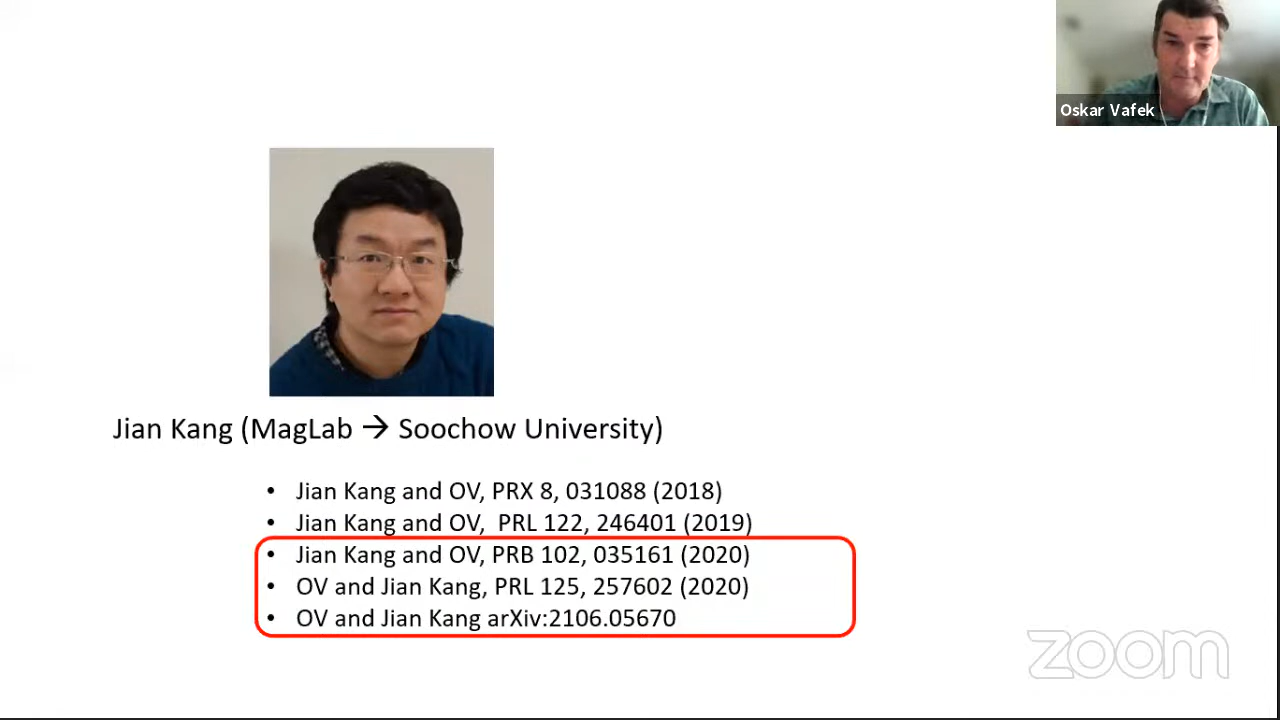 Oskar Vafek
Jian Kang (MagLab → Soochow University)
• Jian Kang and OV, PRX 8, 031088 (2018)
• Jian Kang and OV, PRL 122, 246401 (2019)
• Jian Kang and OV, PRB 102, 035161 (2020)
• OV and Jian Kang, PRL 125, 257602 (2020)
• OV and Jian Kang arXiv:2106.05670
zoom